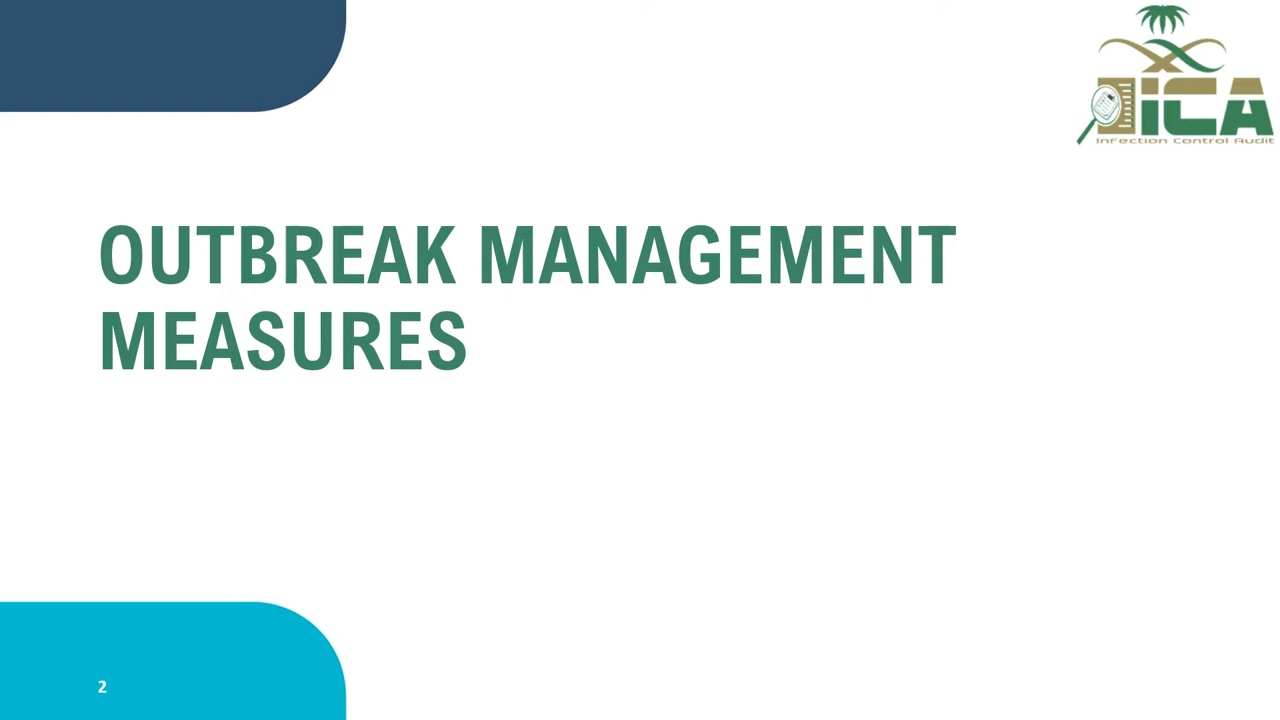 iCA
Infection Control Audit
OUTBREAK MANAGEMENT
MEASURES
2